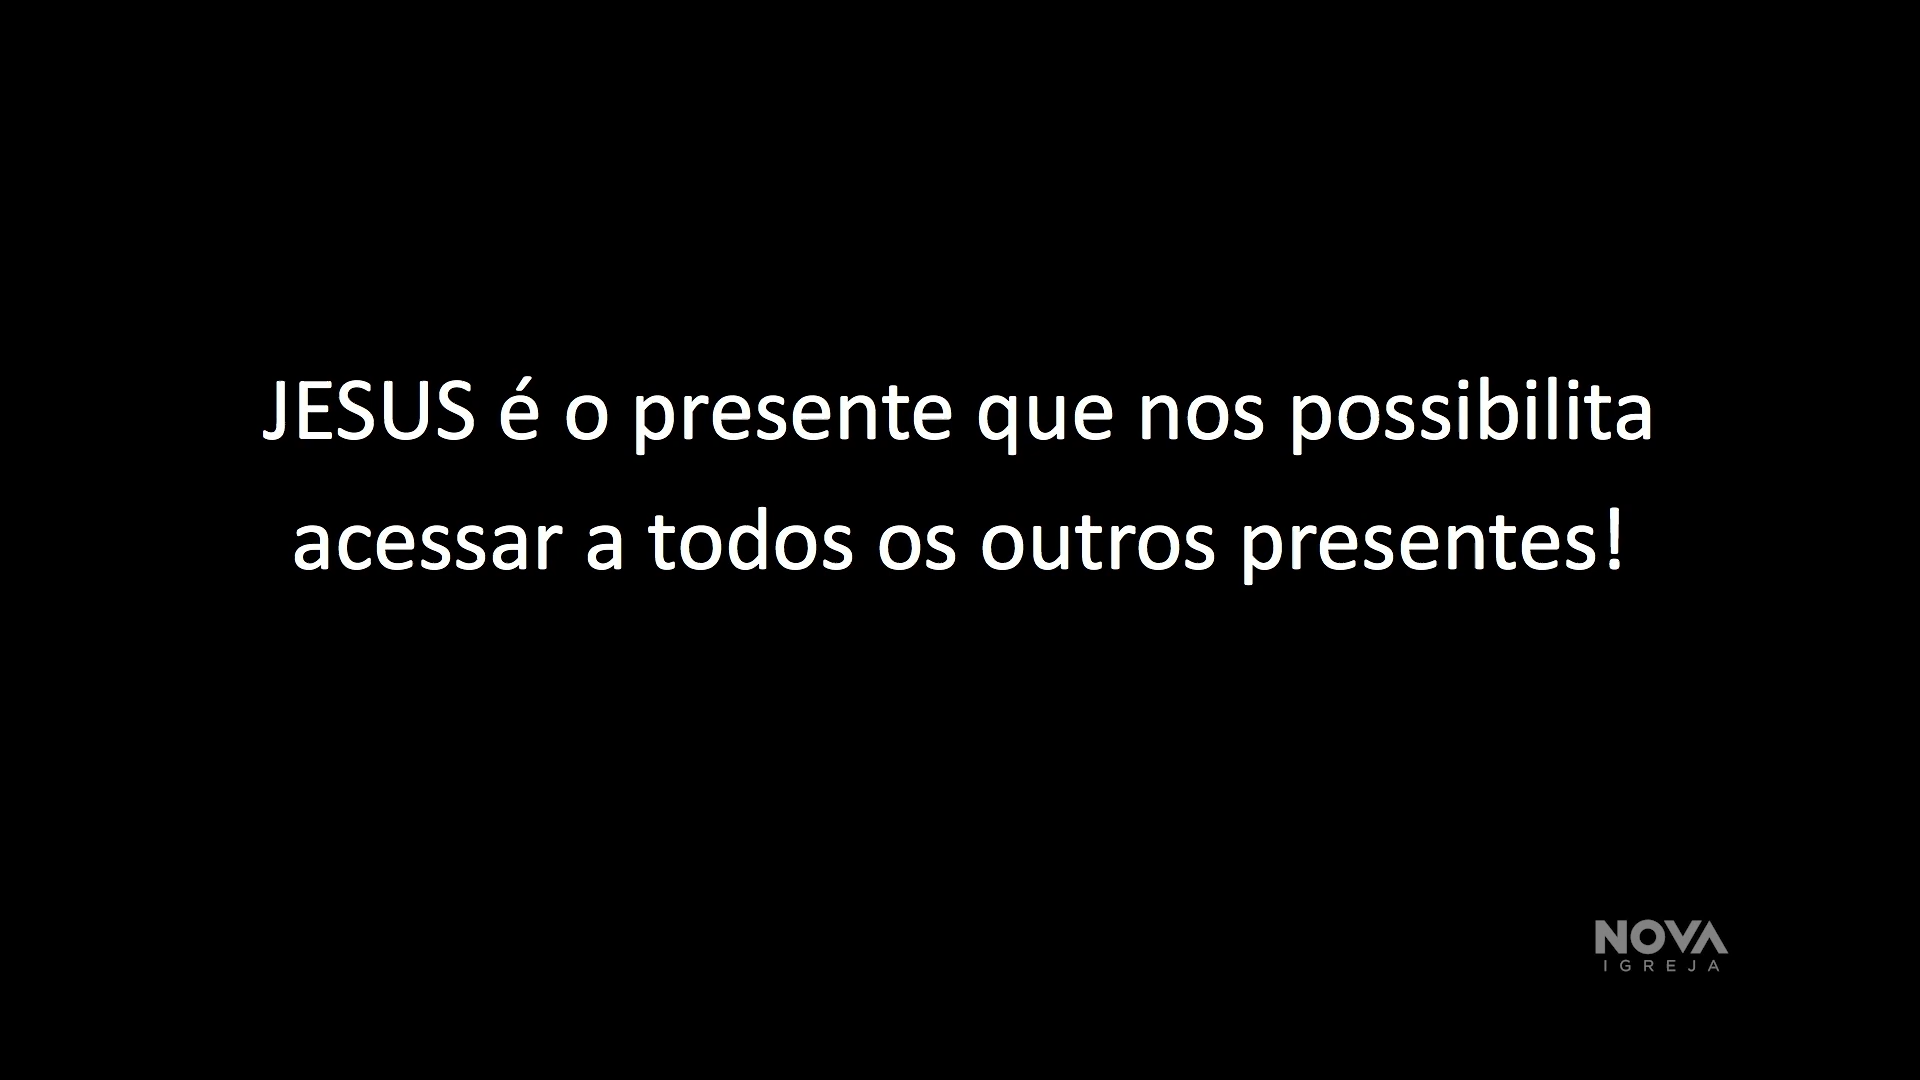 JESUS é o presente que nos possibilita
acessar a todos os outros presentes!
NOVA
IGREJA